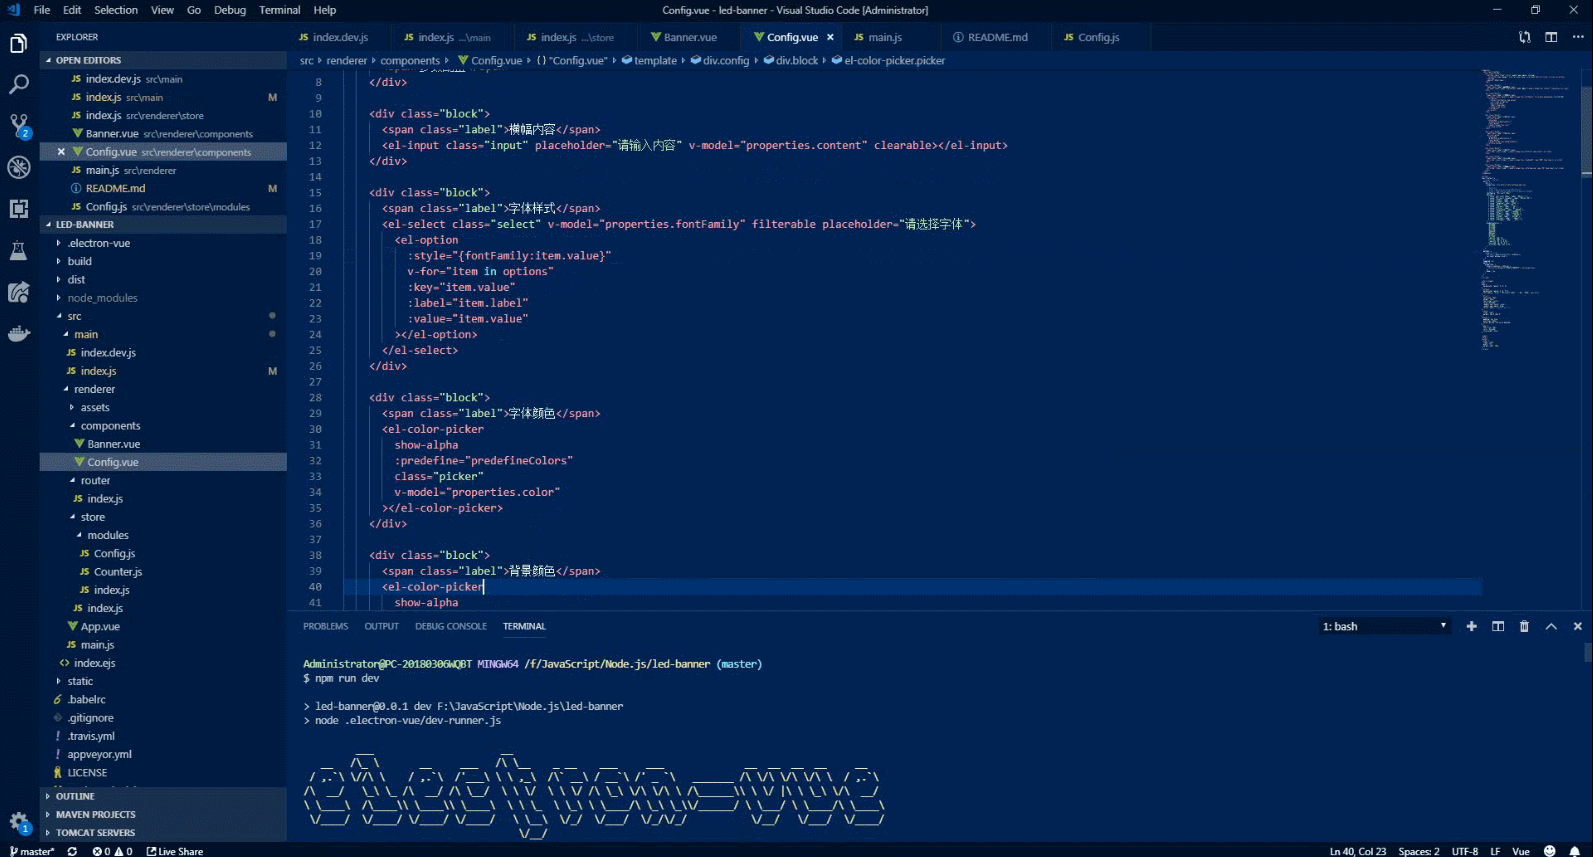 File Edit Selection View Go Debug Terminal Help
Config.vue - led-banner - Visual Studio Code [Administrator]
EXPLORER
OPEN EDITORS
JS index.dev.js src\main
JS index.js src\main M
JS index.js src\renderer\store
Banner.vue src\renderer\components
Config.vue src\renderer\components
JS main.js src\renderer
README.md M
JS Config.js src\renderer\store\modules
LED-BANNER
.electron-vue
build
dist
node_modules
src
main
JS index.dev.js
JS index.js M
renderer
assets
components
Banner.vue
Config.vue
router
JS index.js
store
modules
JS Config.js
JS Counter.js
JS index.js
JS index.js
App.vue
JS main.js
<> index.ejs
static
.babelrc
.gitignore
! .travis.yml
! appveyor.yml
LICENSE
OUTLINE
MAVEN PROJECTS
TOMCAT SERVERS
2
1
JS index.dev.js JS index.js ...\main JS index.js ...\store Banner.vue Config.vue × JS main.js README.md JS Config.js
src › renderer › components › Config.vue › {} "Config.vue" › template › div.config › div.block › el-color-picker.picker
8 </div>
9
10 <div class="block">
11 <span class="label">横幅内容</span>
12 <el-input class="input" placeholder="请输入内容" v-model="properties.content" clearable></el-input>
13 </div>
14
15 <div class="block">
16 <span class="label">字体样式</span>
17 <el-select class="select" v-model="properties.fontFamily" filterable placeholder="请选择字体">
18 <el-option
19 :style="{fontFamily:item.value}"
20 v-for="item in options"
21 :key="item.value"
22 :label="item.label"
23 :value="item.value"
24 ></el-option>
25 </el-select>
26 </div>
27
28 <div class="block">
29 <span class="label">字体颜色</span>
30 <el-color-picker
31 show-alpha
32 :predefine="predefineColors"
33 class="picker"
34 v-model="properties.color"
35 ></el-color-picker>
36 </div>
37
38 <div class="block">
39 <span class="label">背景颜色</span>
40 <el-color-picker
41 show-alpha
PROBLEMS OUTPUT DEBUG CONSOLE TERMINAL
1: bash
Administrator@PC-20180306WQBT MINGW64 /f/JavaScript/Node.js/led-banner (master)
$ npm run dev
> led-banner@0.0.1 dev F:\JavaScript\Node.js\led-banner
> node .electron-vue/dev-runner.js
master* 0 0 Live Share
Ln 40, Col 23 Spaces: 2 UTF-8 LF Vue